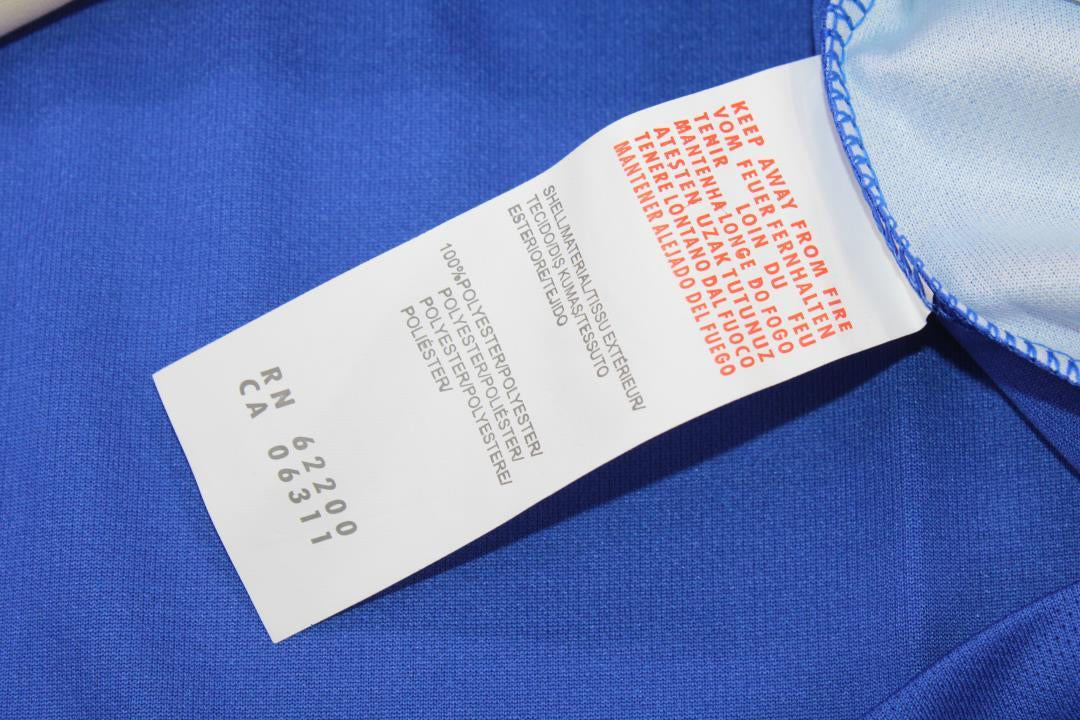 KEEP AWAY FROM FIRE
VOM FEUER FERNHALTEN
TENIR LOIN DU FEU
MANTENHA LONGE DO FOGO
ATEŞTEN UZAK TUTUNUZ
TENERE LONTANO DAL FUOCO
MANTENER ALEJADO DEL FUEGO
SHELL/MATERIAL/TISSU EXTÉRIEUR/
TECIDO/DIŞ KUMAŞ/TESSUTO
ESTERIORE/TEJIDO
100%POLYESTER/POLYESTER/
POLYESTER/POLIÉSTER/
POLYESTER/POLYESTERE/
POLIÉSTER/
RN 62200
CA 06311